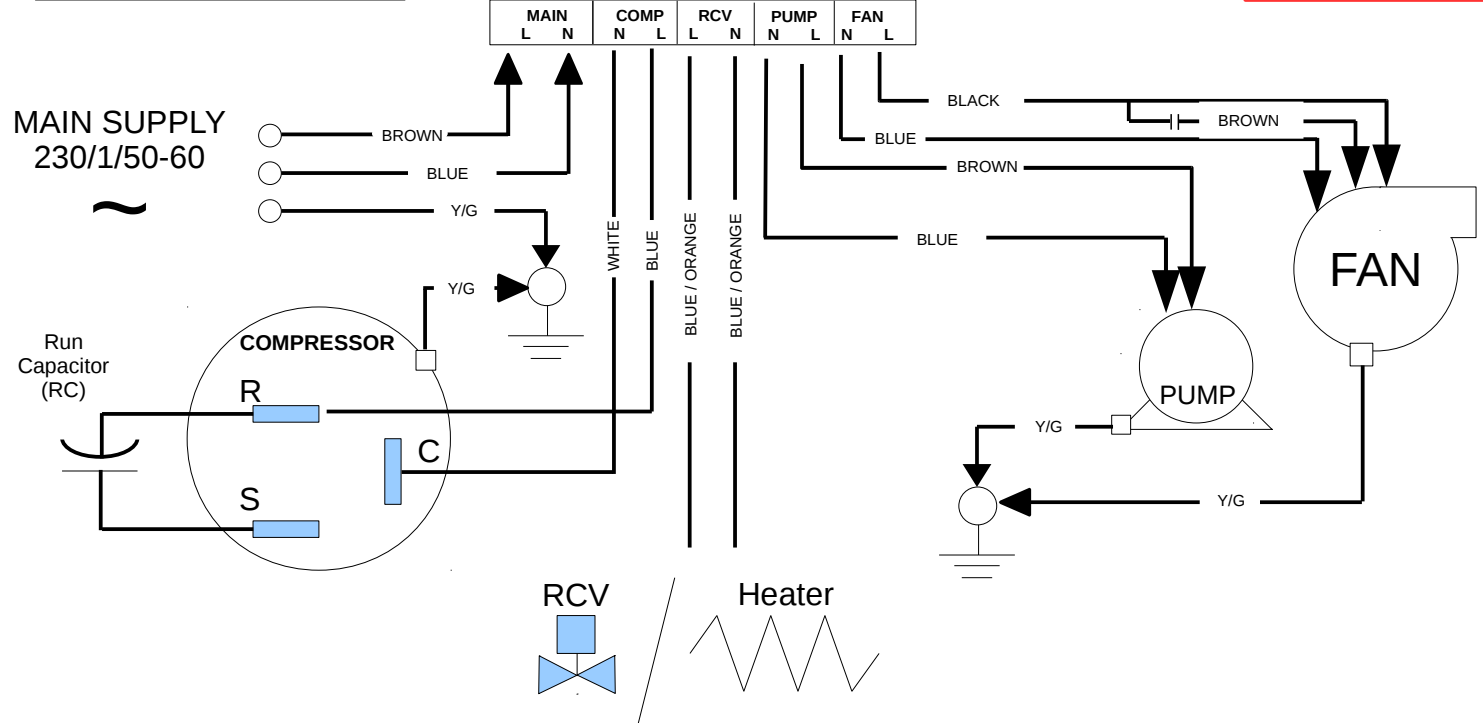 MAIN COMP RCV PUMP FAN
L N N L L N N L N L
MAIN SUPPLY
230/1/50-60
~
BROWN
BLUE
Y/G
Y/G
WHITE
BLUE
BLUE / ORANGE
BLUE / ORANGE
BLACK
BROWN
BLUE
BROWN
BLUE
FAN
PUMP
Y/G
Y/G
Run
Capacitor
(RC)
COMPRESSOR
R
C
S
RCV
Heater